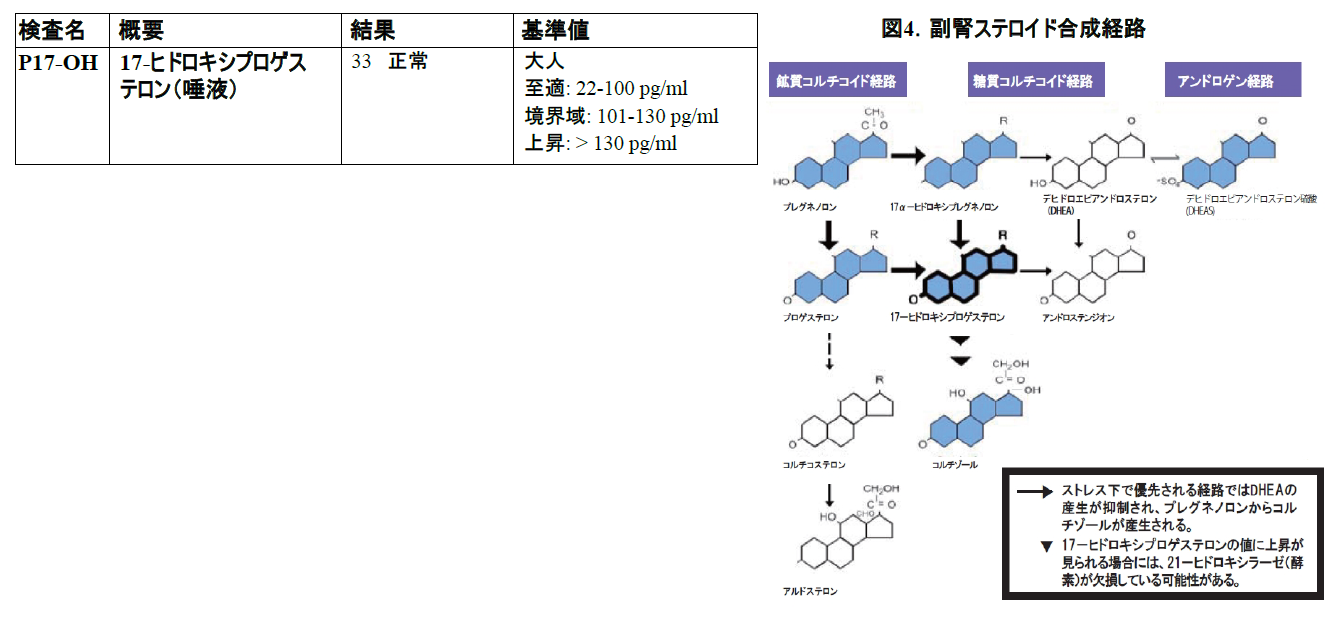 検査名 概要 結果 基準値
P17-OH 17-ヒドロキシプロゲス
テロン（唾液）
33 正常
大人
至適: 22-100 pg/ml
境界域: 101-130 pg/ml
上昇: > 130 pg/ml
図4．副腎ステロイド合成経路
鉱質コルチコイド経路 糖質コルチコイド経路 アンドロゲン経路
CH₃
C O
HO
R
O
HO
O
-SO₄
プレグネノロン
17α－ヒドロキシプレグネノロン
デヒドロエピアンドロステロン
(DHEA)
デヒドロエピアンドロステロン硫酸
(DHEAS)
R
O
R
O
O
O
プロゲステロン
17－ヒドロキシプロゲステロン
アンドロステンジオン
R
O
CH₂OH
C = O
HO
OH
O
コルチコステロン
コルチゾール
CH₂OH
C = O
HO
CHO
アルドステロン
ストレス下で優先される経路ではDHEAの
産生が抑制され、プレグネノロンからコル
チゾールが産生される。
▼ 17－ヒドロキシプロゲステロンの値に上昇が
見られる場合には、21－ヒドロキシラーゼ（酵
素）が欠損している可能性がある。